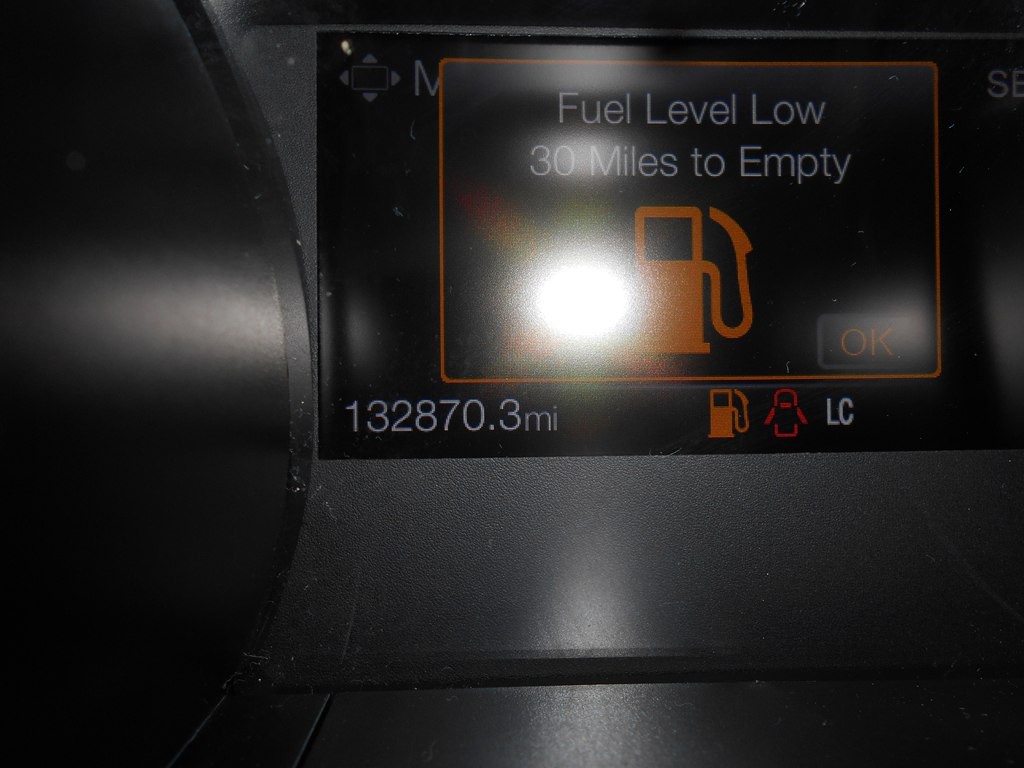 Fuel Level Low
30 Miles to Empty
OK
132870.3mi
LC